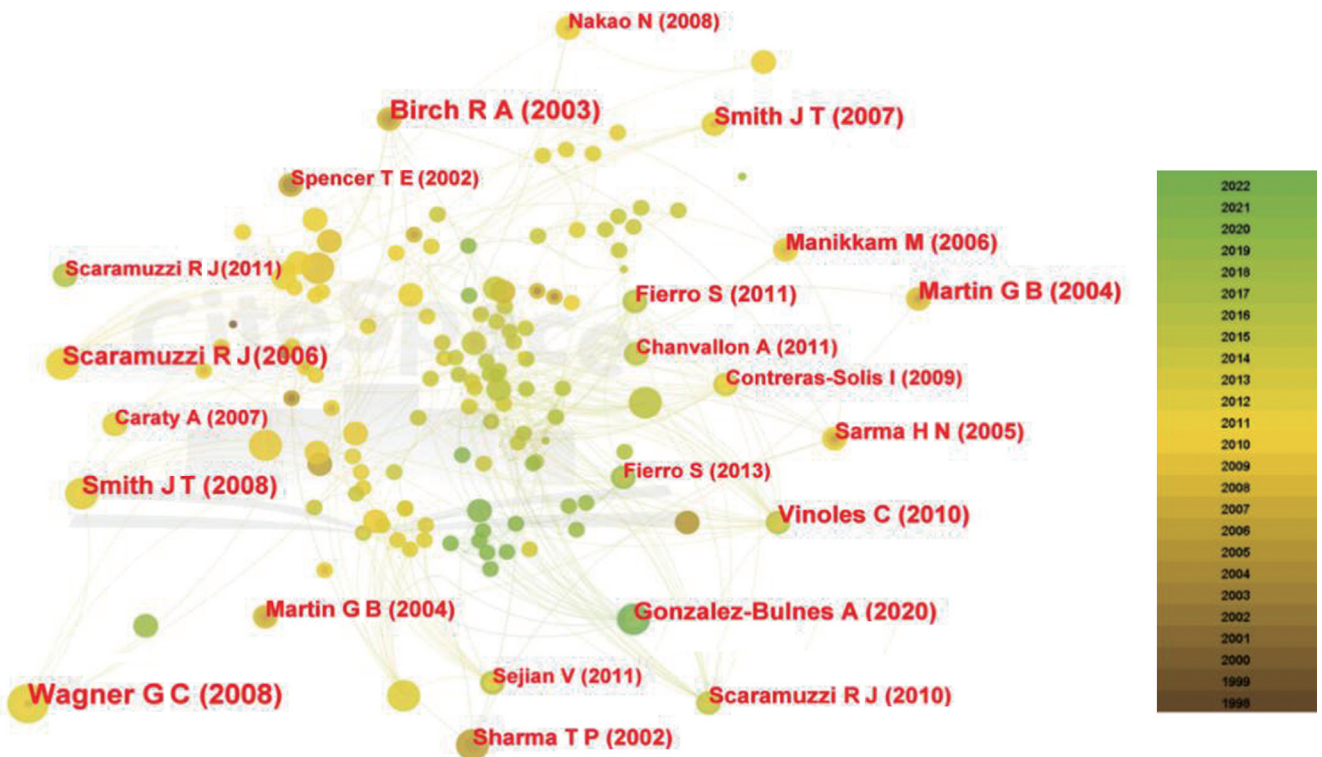 Nakao N (2008)
Birch R A (2003)
Smith J T (2007)
Spencer T E (2002)
Manikkam M (2006)
Scaramuzzi R J(2011)
Fierro S (2011)
Martin G B (2004)
CiteSpace
Scaramuzzi R J(2006)
Chanvallon A (2011)
Contreras-Solis I (2009)
Caraty A (2007)
Sarma H N (2005)
Fierro S (2013)
Smith J T (2008)
Vinoles C (2010)
Martin G B (2004)
Gonzalez-Bulnes A (2020)
Wagner G C (2008)
Sejian V (2011)
Scaramuzzi R J (2010)
Sharma T P (2002)
2022
2021
2020
2019
2018
2017
2016
2015
2014
2013
2012
2011
2010
2009
2008
2007
2006
2005
2004
2003
2002
2001
2000
1999
1998